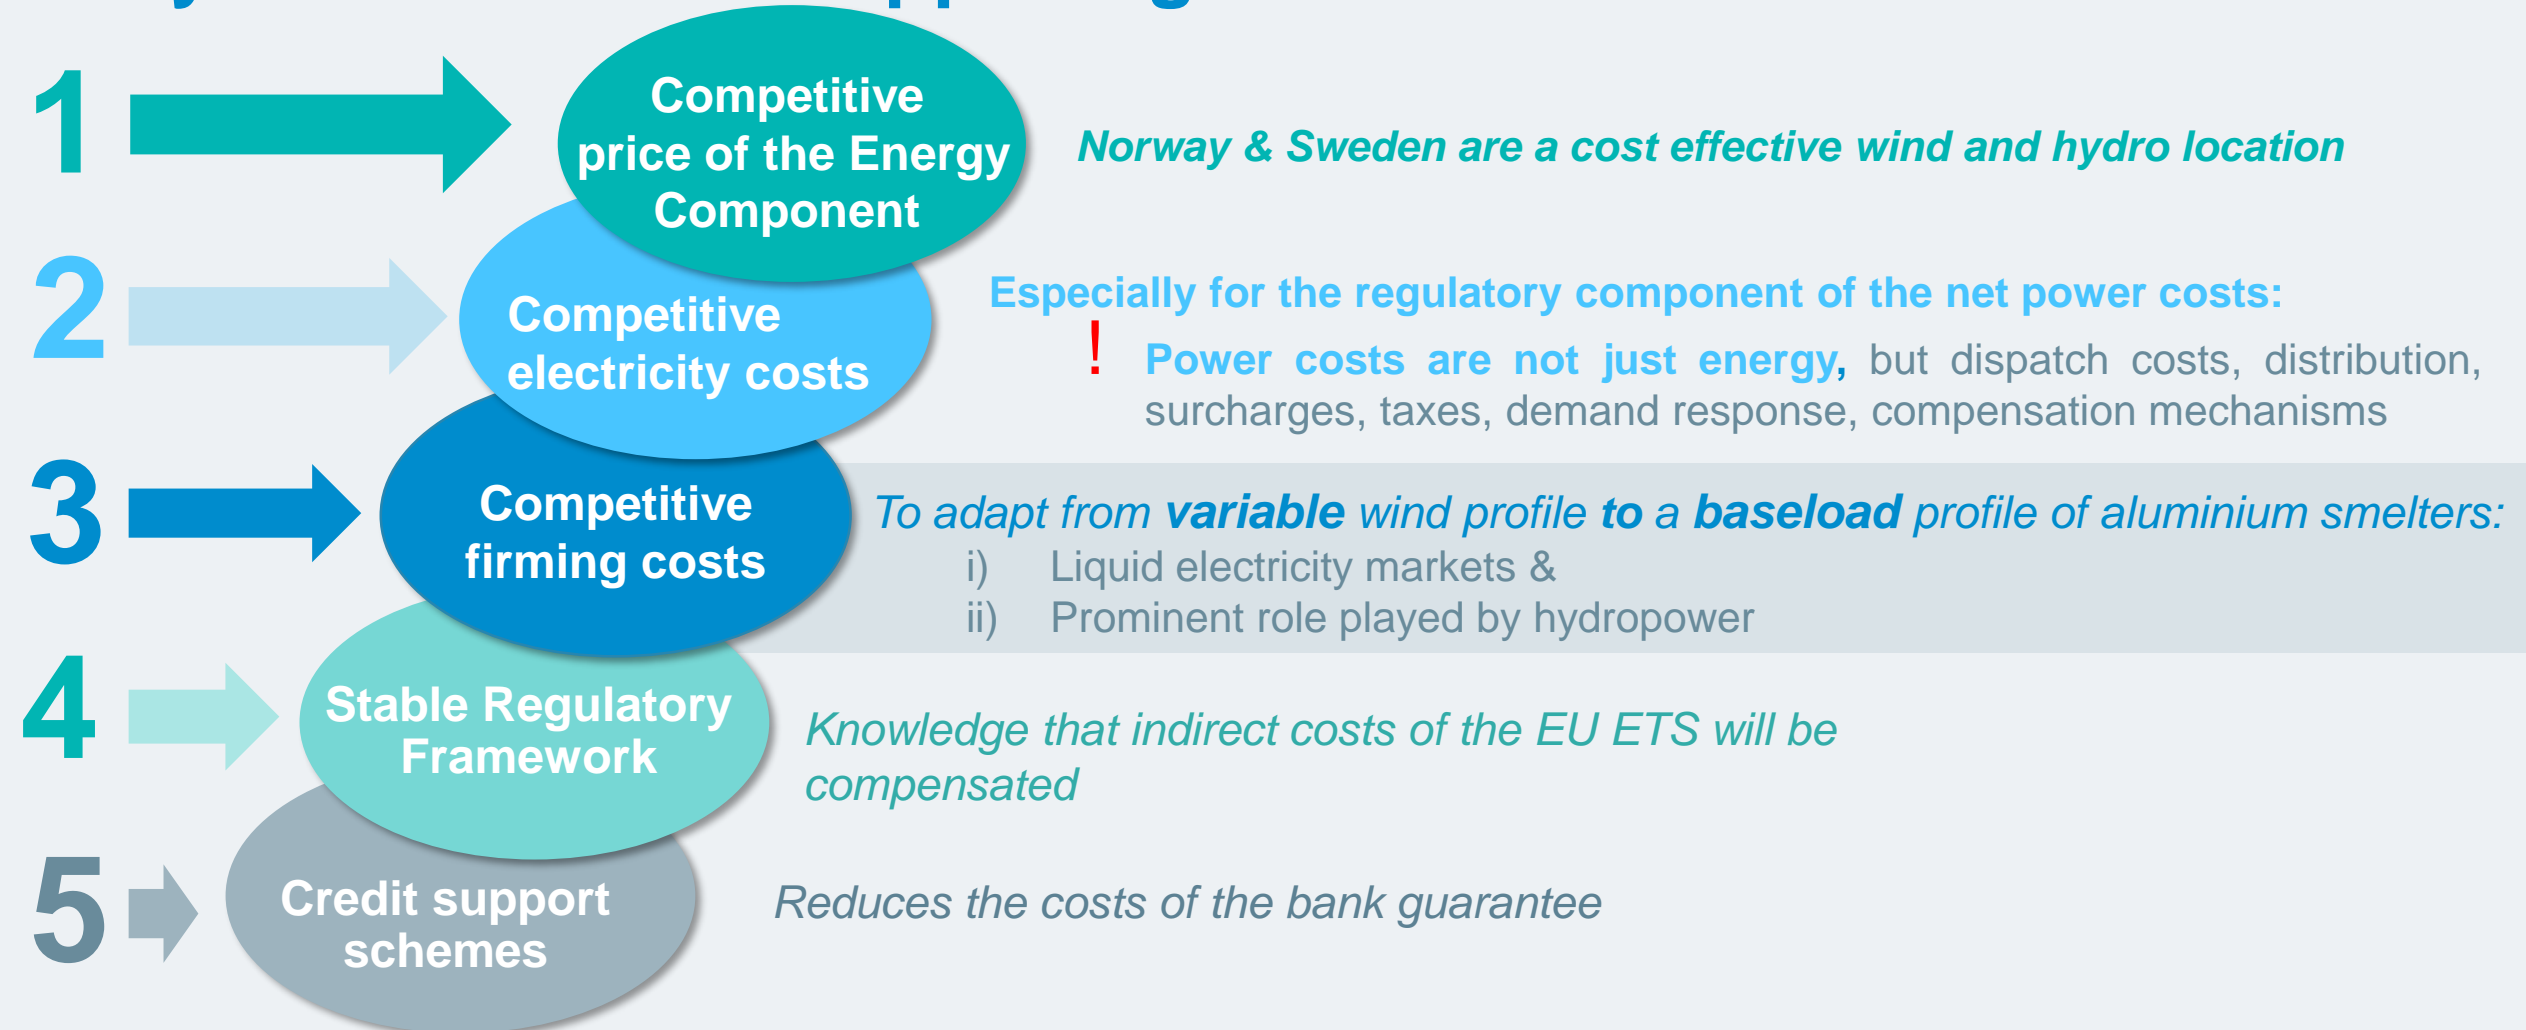 1
Competitive
price of the Energy
Component
Norway & Sweden are a cost effective wind and hydro location
2
Competitive
electricity costs
Especially for the regulatory component of the net power costs:
! Power costs are not just energy, but dispatch costs, distribution,
surcharges, taxes, demand response, compensation mechanisms
3
Competitive
firming costs
To adapt from variable wind profile to a baseload profile of aluminium smelters:
i) Liquid electricity markets &
ii) Prominent role played by hydropower
4
Stable Regulatory
Framework
Knowledge that indirect costs of the EU ETS will be
compensated
5
Credit support
schemes
Reduces the costs of the bank guarantee